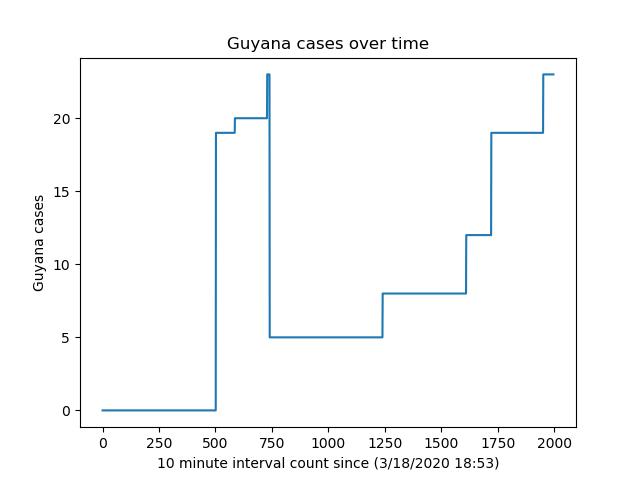 Guyana cases over time
Guyana cases
20
15
10
5
0
0 250 500 750 1000 1250 1500 1750 2000
10 minute interval count since (3/18/2020 18:53)